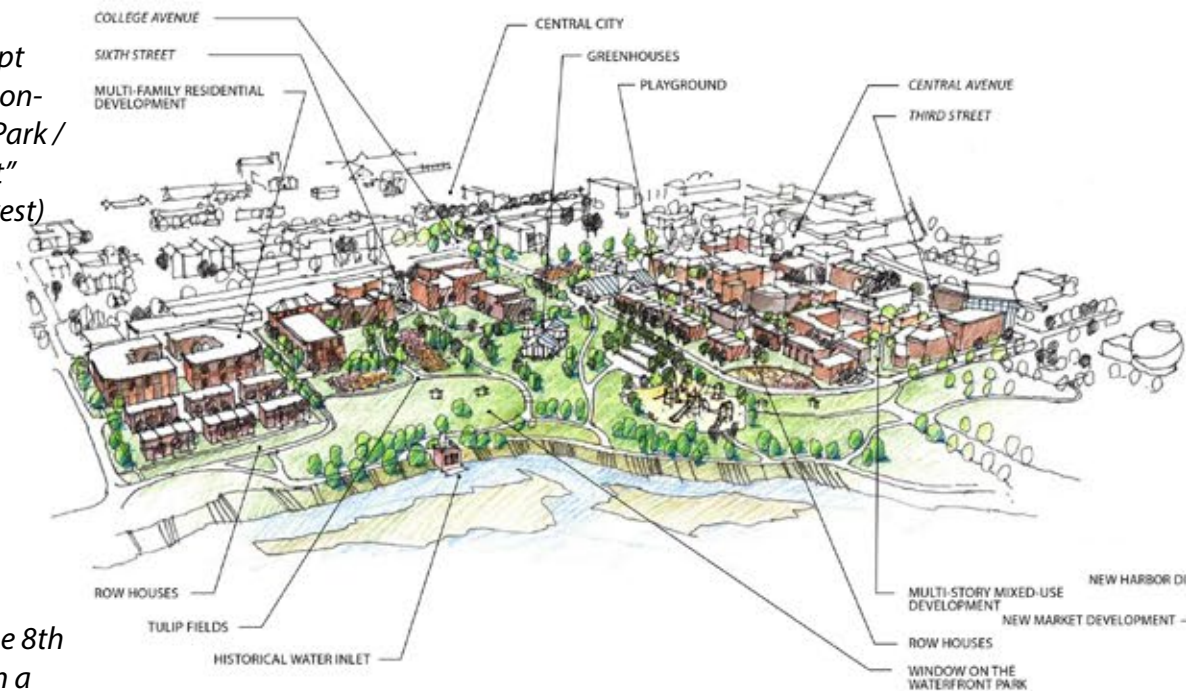 COLLEGE AVENUE
SIXTH STREET
MULTI-FAMILY RESIDENTIAL
DEVELOPMENT
CENTRAL CITY
GREENHOUSES
PLAYGROUND
CENTRAL AVENUE
THIRD STREET
pt
on-
Park /
t"
est)
ROW HOUSES
TULIP FIELDS
HISTORICAL WATER INLET
e 8th
n a
MULTI-STORY MIXED-USE
DEVELOPMENT
NEW HARBOR DI
NEW MARKET DEVELOPMENT -
ROW HOUSES
WINDOW ON THE
WATERFRONT PARK